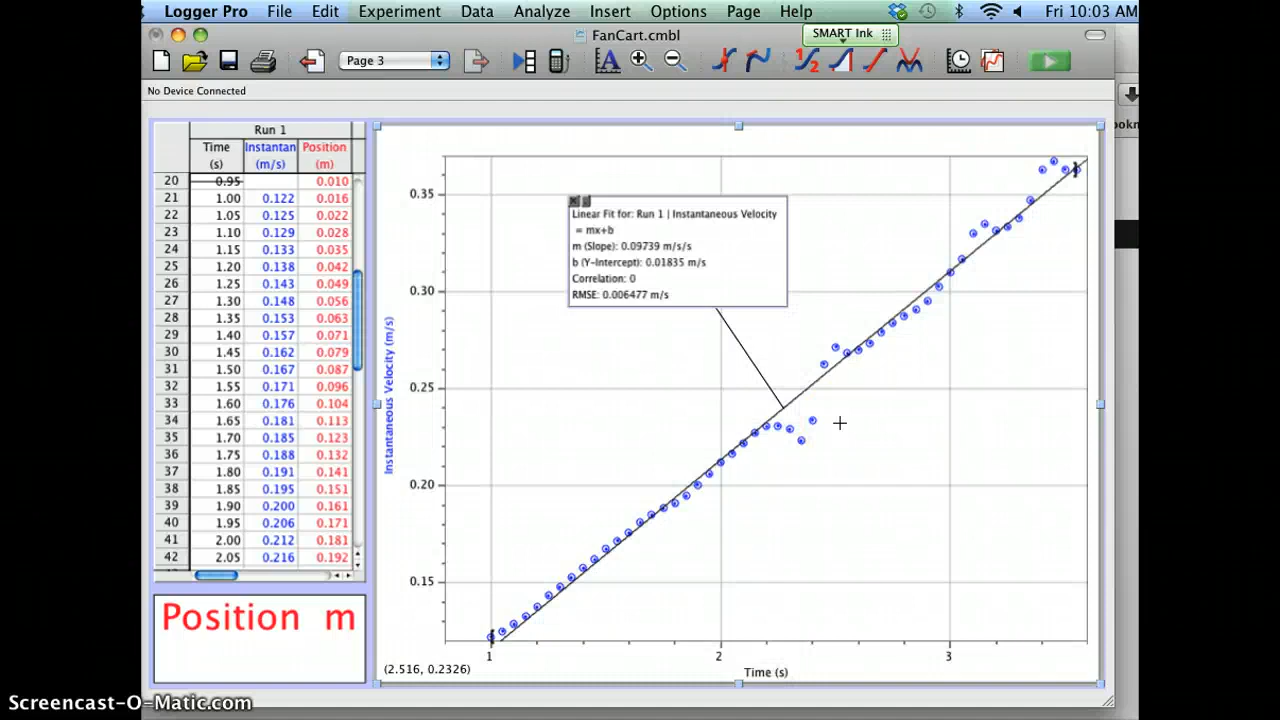 Logger Pro File Edit Experiment Data Analyze Insert Options Page Help Fri 10:03 AM
FanCart.cmbl
SMART Ink
Page 3
No Device Connected
Run 1
Time Instantan Position
(s) (m/s) (m)
20 0.95 0.010
21 1.00 0.122 0.016
22 1.05 0.125 0.022
23 1.10 0.129 0.028
24 1.15 0.133 0.035
25 1.20 0.138 0.042
26 1.25 0.143 0.049
27 1.30 0.148 0.056
28 1.35 0.153 0.063
29 1.40 0.157 0.071
30 1.45 0.162 0.079
31 1.50 0.167 0.087
32 1.55 0.171 0.096
33 1.60 0.176 0.104
34 1.65 0.181 0.113
35 1.70 0.185 0.123
36 1.75 0.188 0.132
37 1.80 0.191 0.141
38 1.85 0.195 0.151
39 1.90 0.200 0.161
40 1.95 0.206 0.171
41 2.00 0.212 0.181
42 2.05 0.216 0.192
Position m
Instantaneous Velocity (m/s)
0.35
0.30
0.25
0.20
0.15
Linear Fit for: Run 1 | Instantaneous Velocity
= mx+b
m (Slope): 0.09739 m/s/s
b (Y-Intercept): 0.01835 m/s
Correlation: 0
RMSE: 0.006477 m/s
1 2 3
(2.516, 0.2326)
Time (s)
Screencast-O-Matic.com